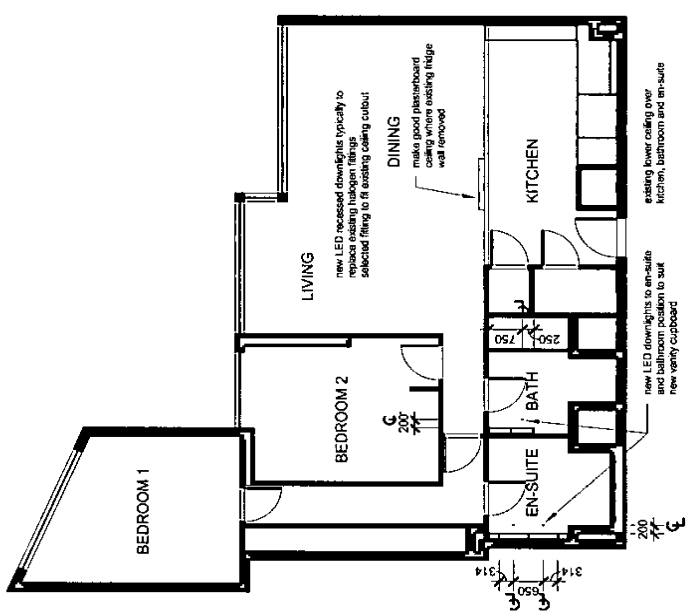 LIVING
new LED recessed downlights typically to
replace existing halogen fittings
selected fitting to fit existing ceiling cutout
DINING
make good plasterboard
ceiling where existing fridge
wall removed
KITCHEN
existing lower ceiling over
kitchen, bathroom and en-suite
BEDROOM 2
200
BATH
750
250
new LED downlights to en-suite
and bathroom position to suit
new vanity cupboard
BEDROOM 1
EN-SUITE
314
650
314
200